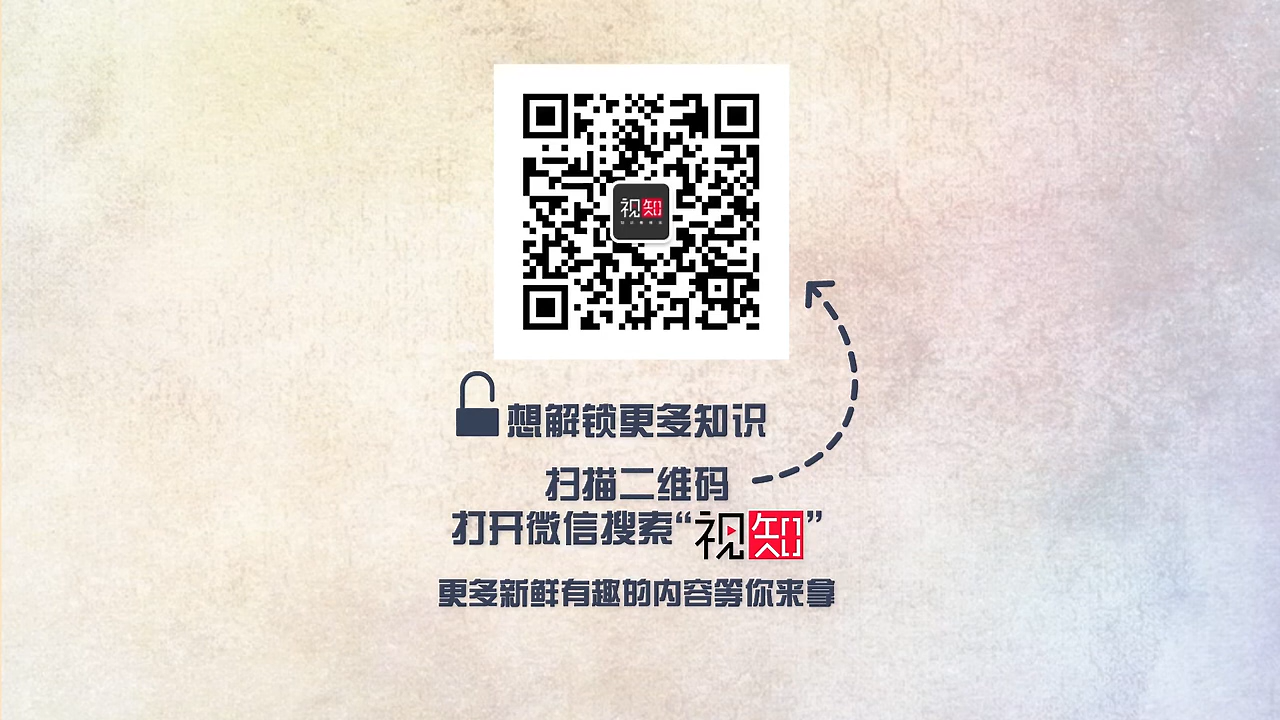 视知
想解锁更多知识
扫描二维码
打开微信搜索“视知”
更多新鲜有趣的内容等你来拿